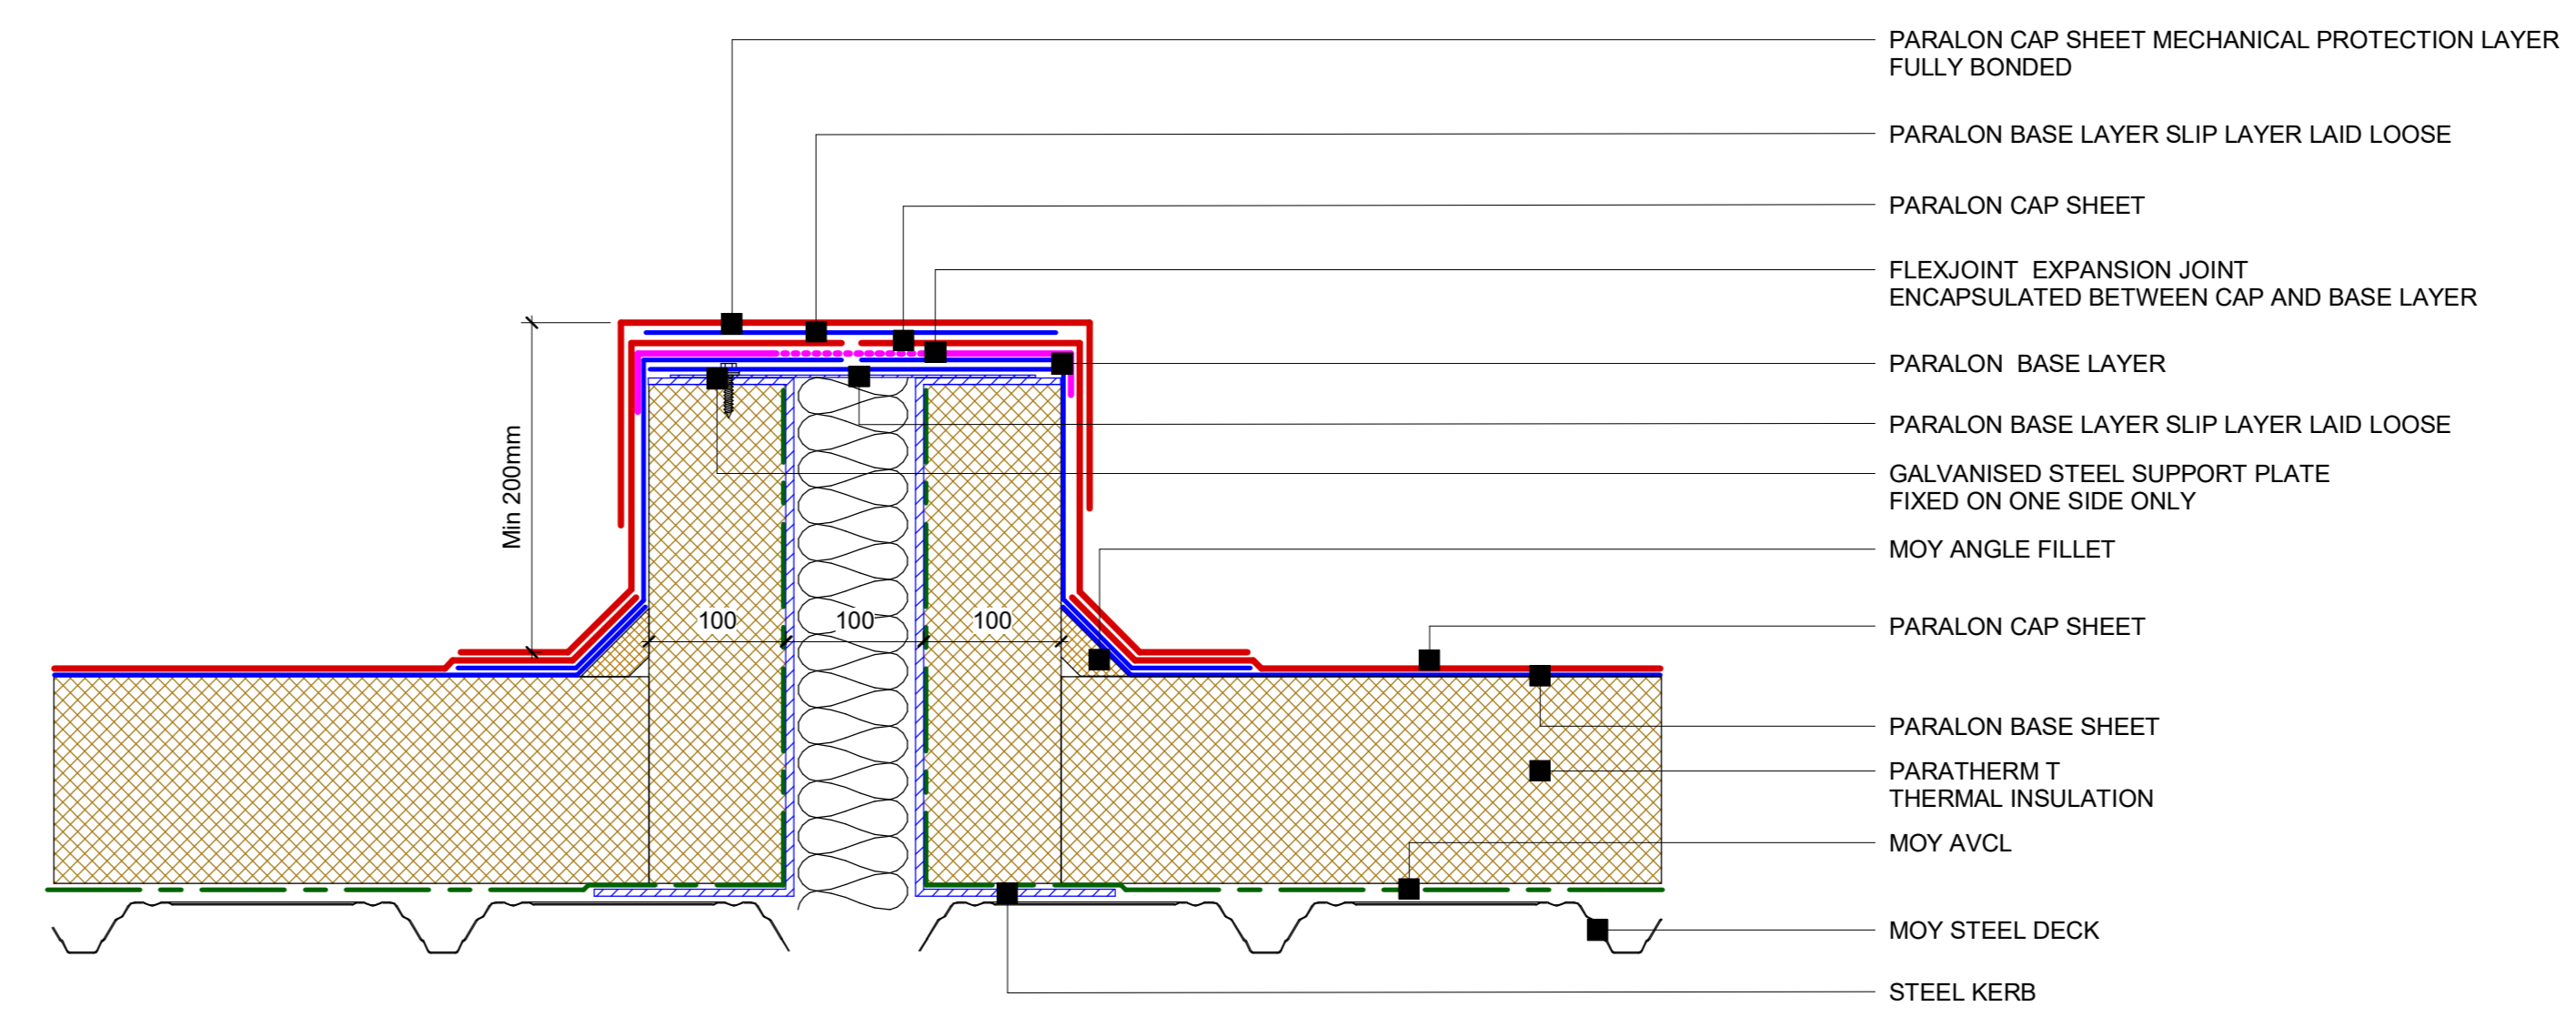 PARALON CAP SHEET MECHANICAL PROTECTION LAYER
FULLY BONDED
PARALON BASE LAYER SLIP LAYER LAID LOOSE
PARALON CAP SHEET
FLEXJOINT  EXPANSION JOINT
ENCAPSULATED BETWEEN CAP AND BASE LAYER
PARALON  BASE LAYER
PARALON BASE LAYER SLIP LAYER LAID LOOSE
GALVANISED STEEL SUPPORT PLATE
FIXED ON ONE SIDE ONLY
MOY ANGLE FILLET
PARALON CAP SHEET
PARALON BASE SHEET
PARATHERM T
THERMAL INSULATION
MOY AVCL
MOY STEEL DECK
STEEL KERB
Min 200mm
100
100
100